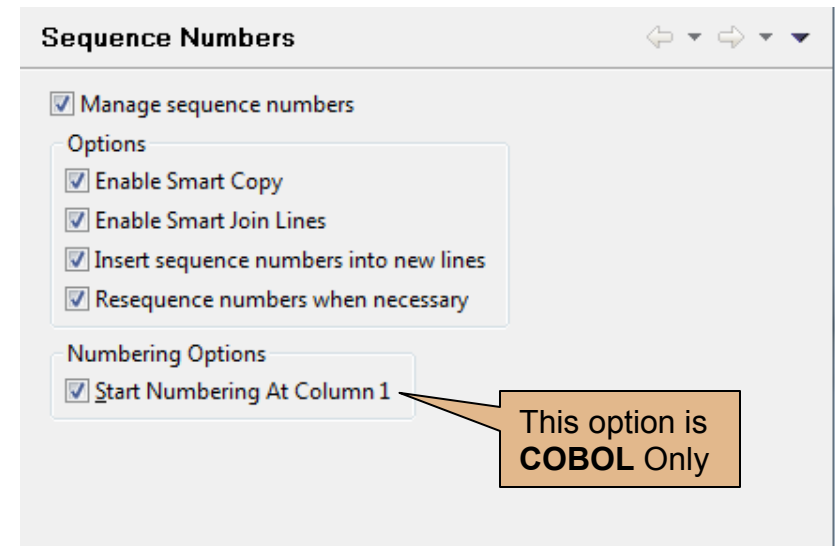 Sequence Numbers
Manage sequence numbers
Options
Enable Smart Copy
Enable Smart Join Lines
Insert sequence numbers into new lines
Resequence numbers when necessary
Numbering Options
Start Numbering At Column 1
This option is
COBOL Only